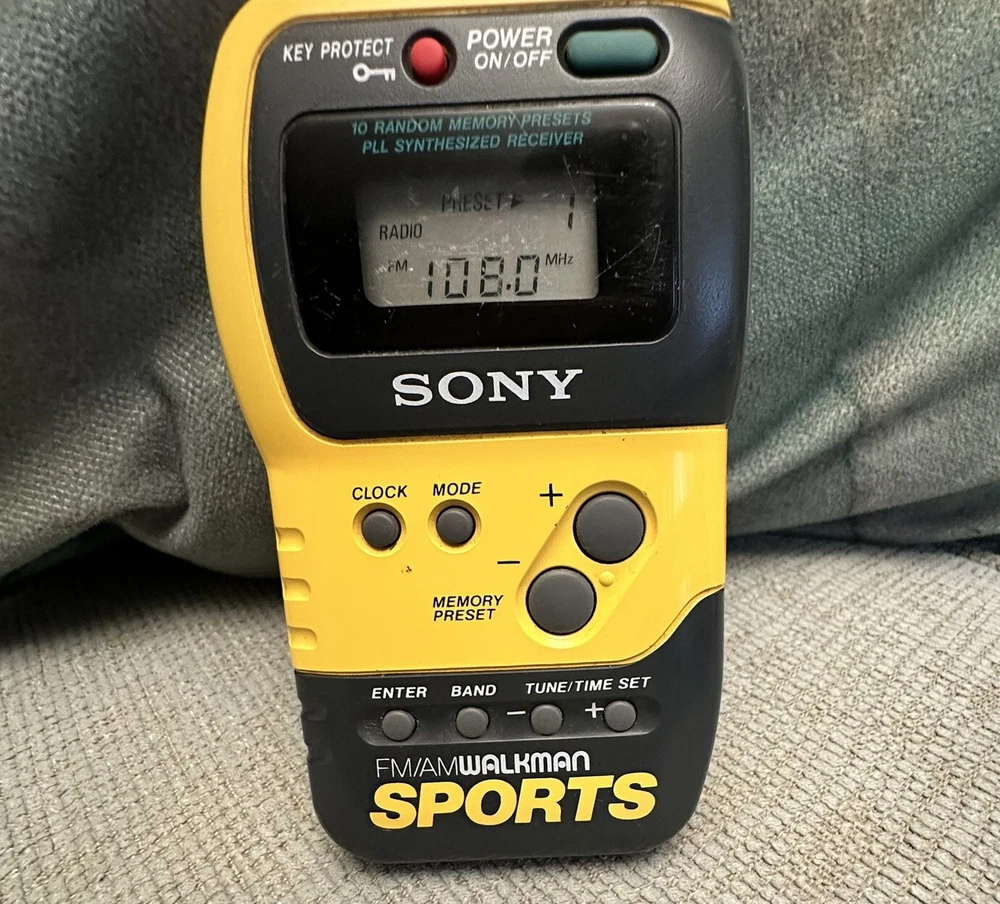 KEY PROTECT
POWER
ON/OFF
10 RANDOM MEMORY PRESETS
PLL SYNTHESIZED RECEIVER
PRESET ▶ 1
RADIO
FM 108.0 MHz
SONY
CLOCK MODE +
−
MEMORY
PRESET
ENTER BAND TUNE/TIME SET
− +
FM/AM WALKMAN
SPORTS